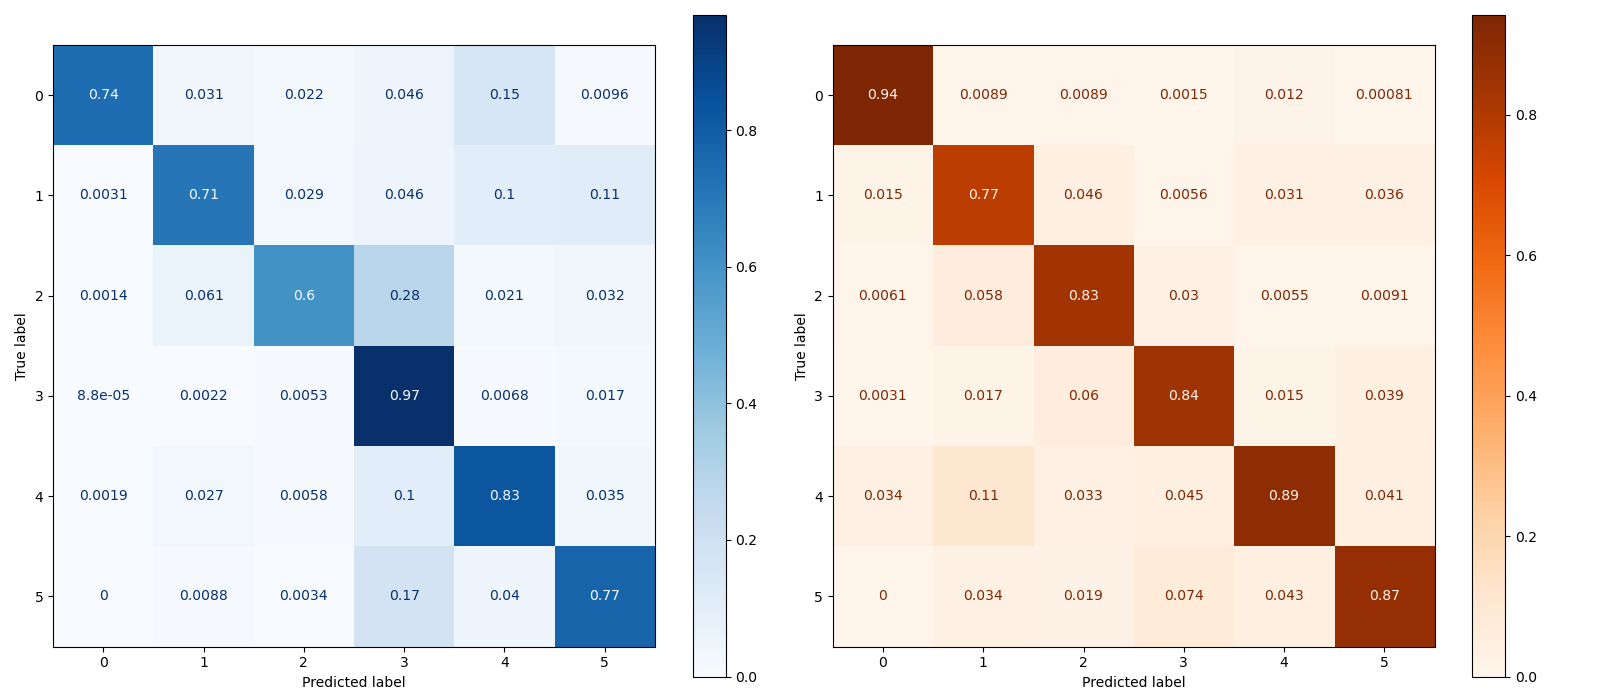 0 0.74 0.031 0.022 0.046 0.15 0.0096
1 0.0031 0.71 0.029 0.046 0.1 0.11
2 0.0014 0.061 0.6 0.28 0.021 0.032
3 8.8e-05 0.0022 0.0053 0.97 0.0068 0.017
4 0.0019 0.027 0.0058 0.1 0.83 0.035
5 0 0.0088 0.0034 0.17 0.04 0.77
0 1 2 3 4 5
True label
Predicted label
0.8
0.6
0.4
0.2
0.0
0 0.94 0.0089 0.0089 0.0015 0.012 0.00081
1 0.015 0.77 0.046 0.0056 0.031 0.036
2 0.0061 0.058 0.83 0.03 0.0055 0.0091
3 0.0031 0.017 0.06 0.84 0.015 0.039
4 0.034 0.11 0.033 0.045 0.89 0.041
5 0 0.034 0.019 0.074 0.043 0.87
0 1 2 3 4 5
True label
Predicted label
0.8
0.6
0.4
0.2
0.0